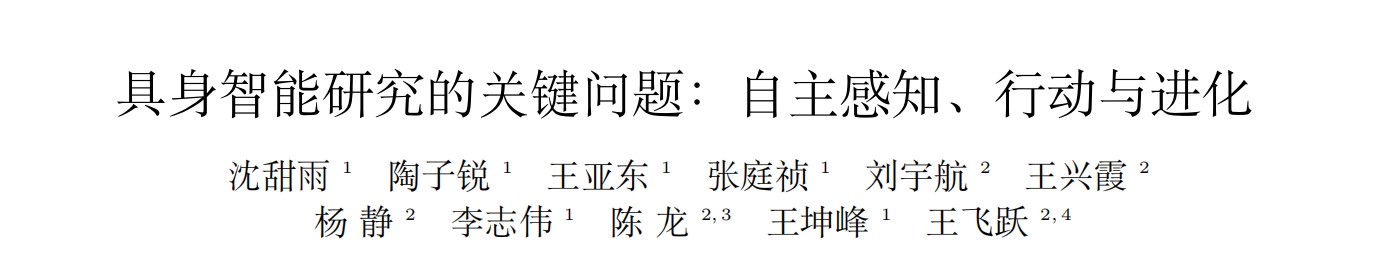 具身智能研究的关键问题：自主感知、行动与进化
沈甜雨 1 陶子锐 1 王亚东 1 张庭祯 1 刘宇航 2 王兴霞 2
杨 静 2 李志伟 1 陈 龙 2,3 王坤峰 1 王飞跃 2,4